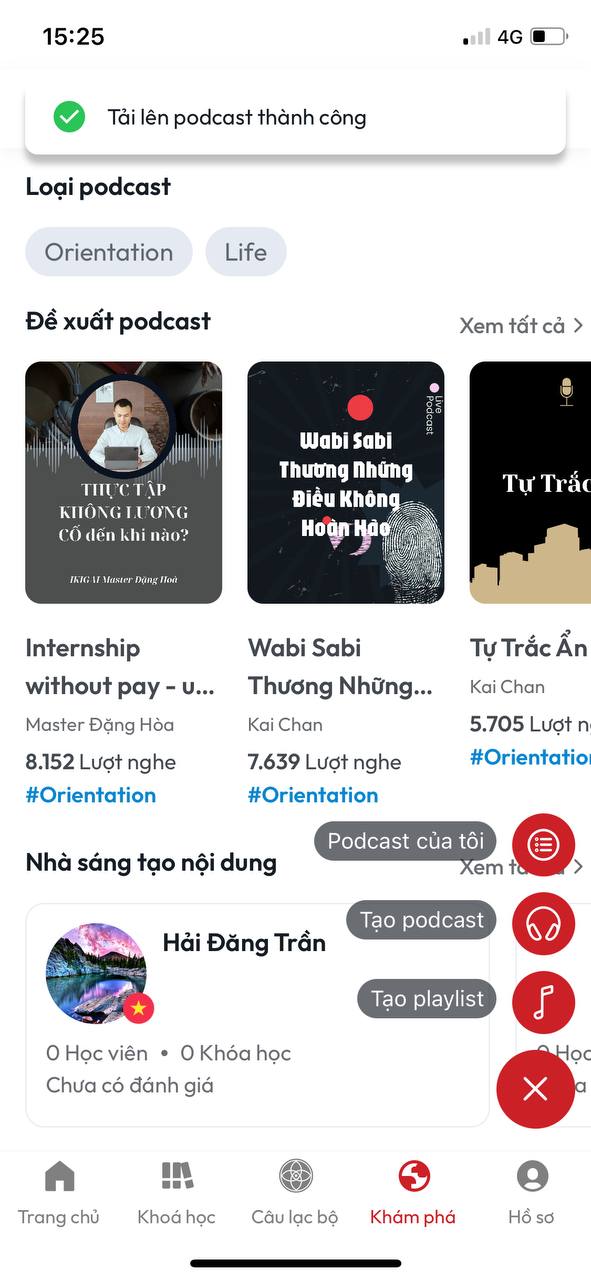 15:25
4G
Tải lên podcast thành công
Loại podcast
Orientation
Life
Đề xuất podcast
Xem tất cả
THỰC TẬP
KHÔNG LƯƠNG
CỐ đến khi nào?
IKIGAI Master Đặng Hoà
Live
Podcast
Wabi Sabi
Thương Những
Điều Không
Hoàn Hảo
Tự Trắc
Internship
without pay - u...
Master Đặng Hòa
8.152 Lượt nghe
#Orientation
Wabi Sabi
Thương Những...
Kai Chan
7.639 Lượt nghe
#Orientation
Tự Trắc Ẩn
Kai Chan
5.705 Lượt
#Orientation
Podcast của tôi
Nhà sáng tạo nội dung
Xem
Tạo podcast
Hải Đăng Trần
Tạo playlist
0 Học viên • 0 Khóa học
Chưa có đánh giá
Trang chủ
Khoá học
Câu lạc bộ
Khám phá
Hồ sơ